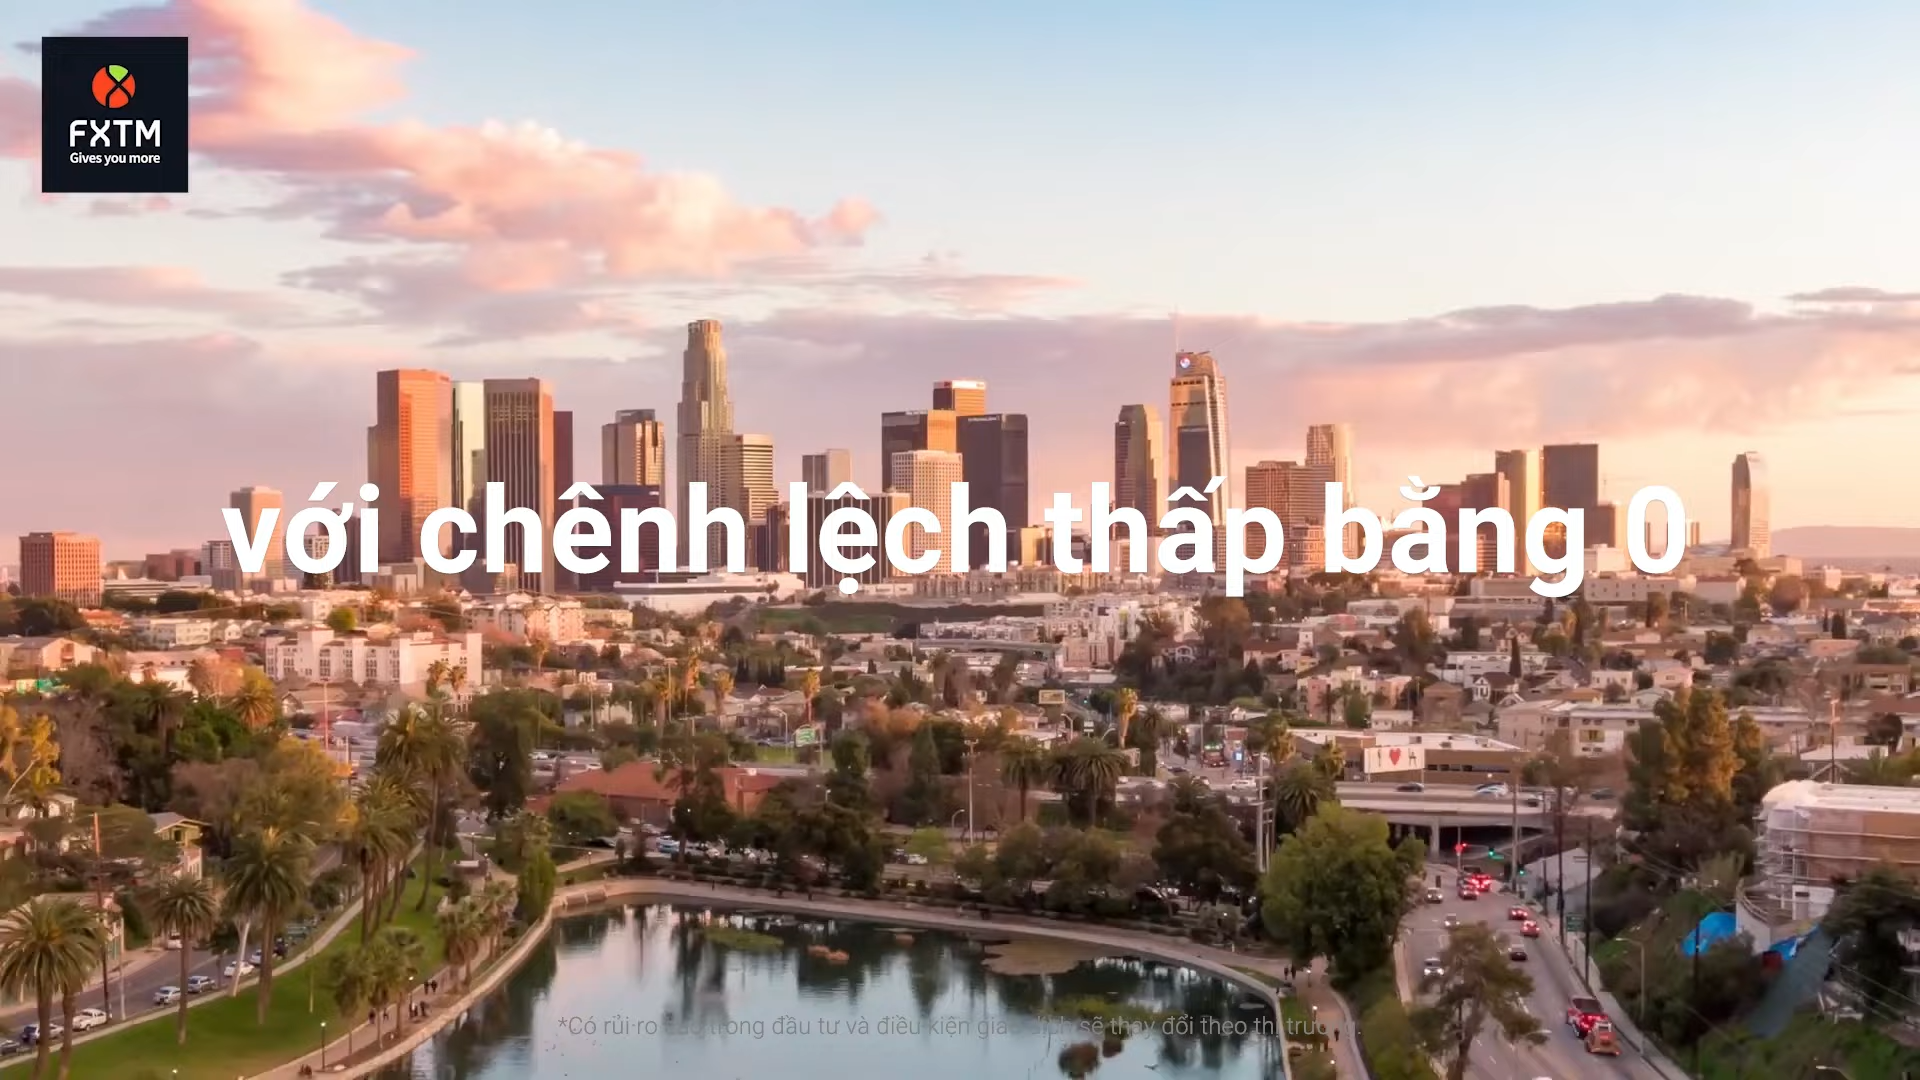 FXTM
Gives you more
với chênh lệch thấp bằng 0
*Có rủi ro cao trong đầu tư và điều kiện giao dịch sẽ thay đổi theo thị trường.